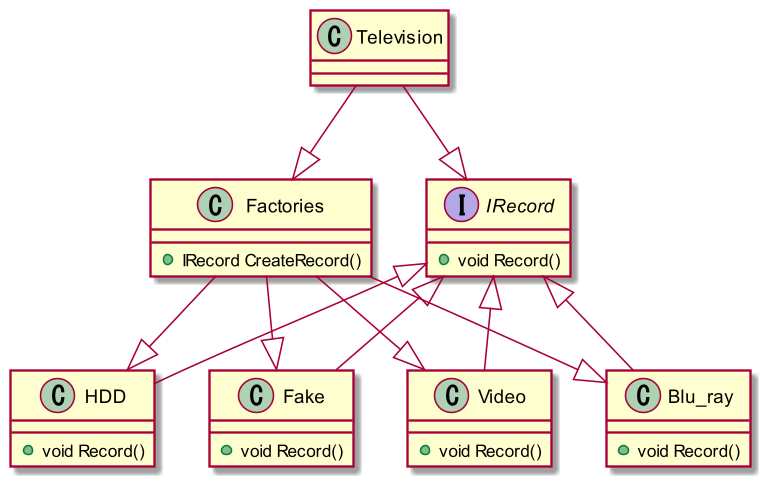 C Television
C Factories
IRecord CreateRecord()
I IRecord
void Record()
C HDD
void Record()
C Fake
void Record()
C Video
void Record()
C Blu_ray
void Record()